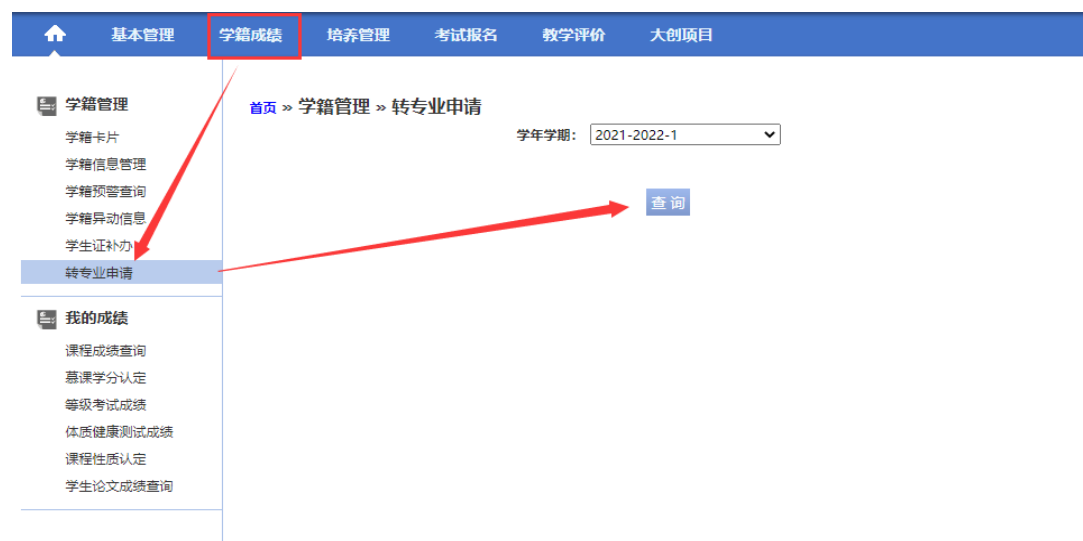 基本管理 学籍成绩 培养管理 考试报名 教学评价 大创项目
学籍管理
学籍卡片
学籍信息管理
学籍预警查询
学籍异动信息
学生证补办
转专业申请
我的成绩
课程成绩查询
慕课学分认定
等级考试成绩
体质健康测试成绩
课程性质认定
学生论文成绩查询
首页 » 学籍管理 » 转专业申请
学年学期： 2021-2022-1
查 询